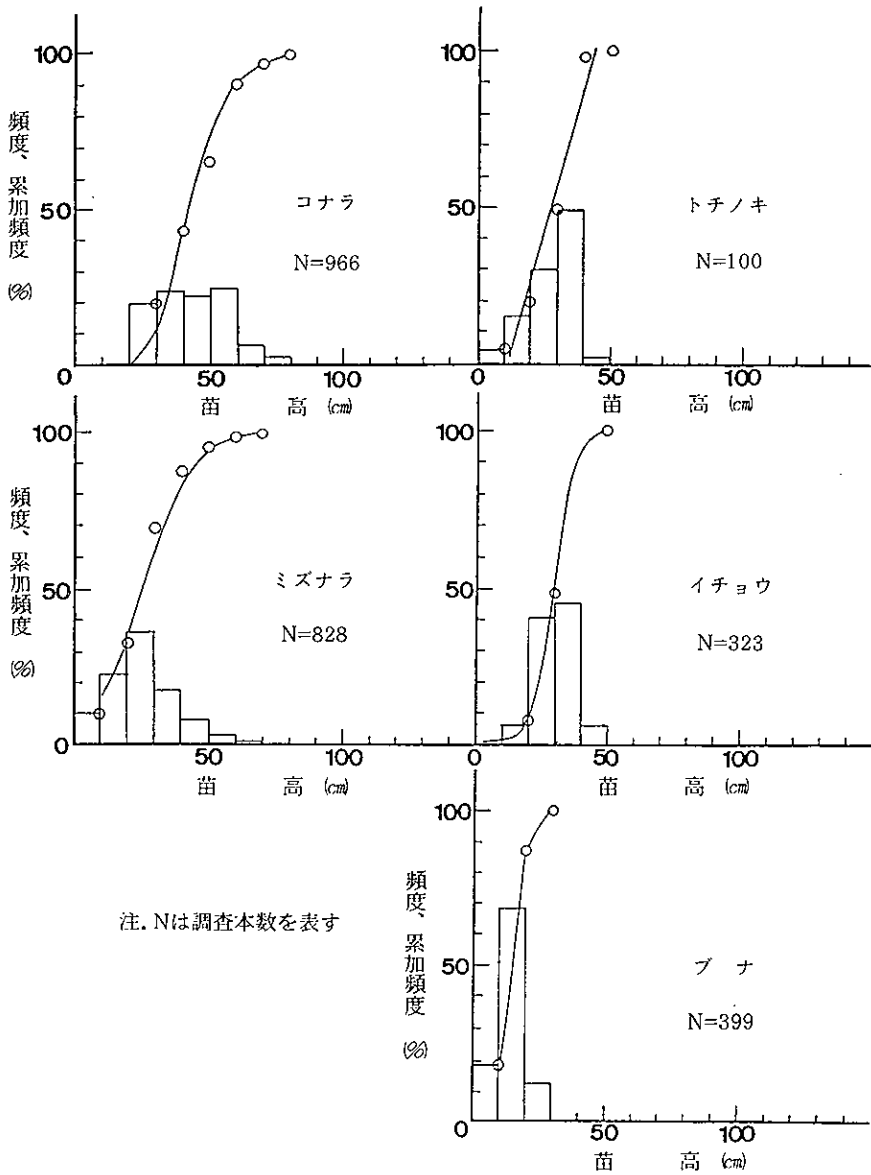 100
50
0
50
100
頻度、累加頻度 (%)
コナラ
N=966
苗 高 (cm)
100
50
0
50
100
トチノキ
N=100
苗 高 (cm)
100
50
0
50
100
頻度、累加頻度 (%)
ミズナラ
N=828
苗 高 (cm)
100
50
0
50
100
イチョウ
N=323
苗 高 (cm)
注.Nは調査本数を表す
100
50
0
50
100
頻度、累加頻度 (%)
ブ ナ
N=399
苗 高 (cm)